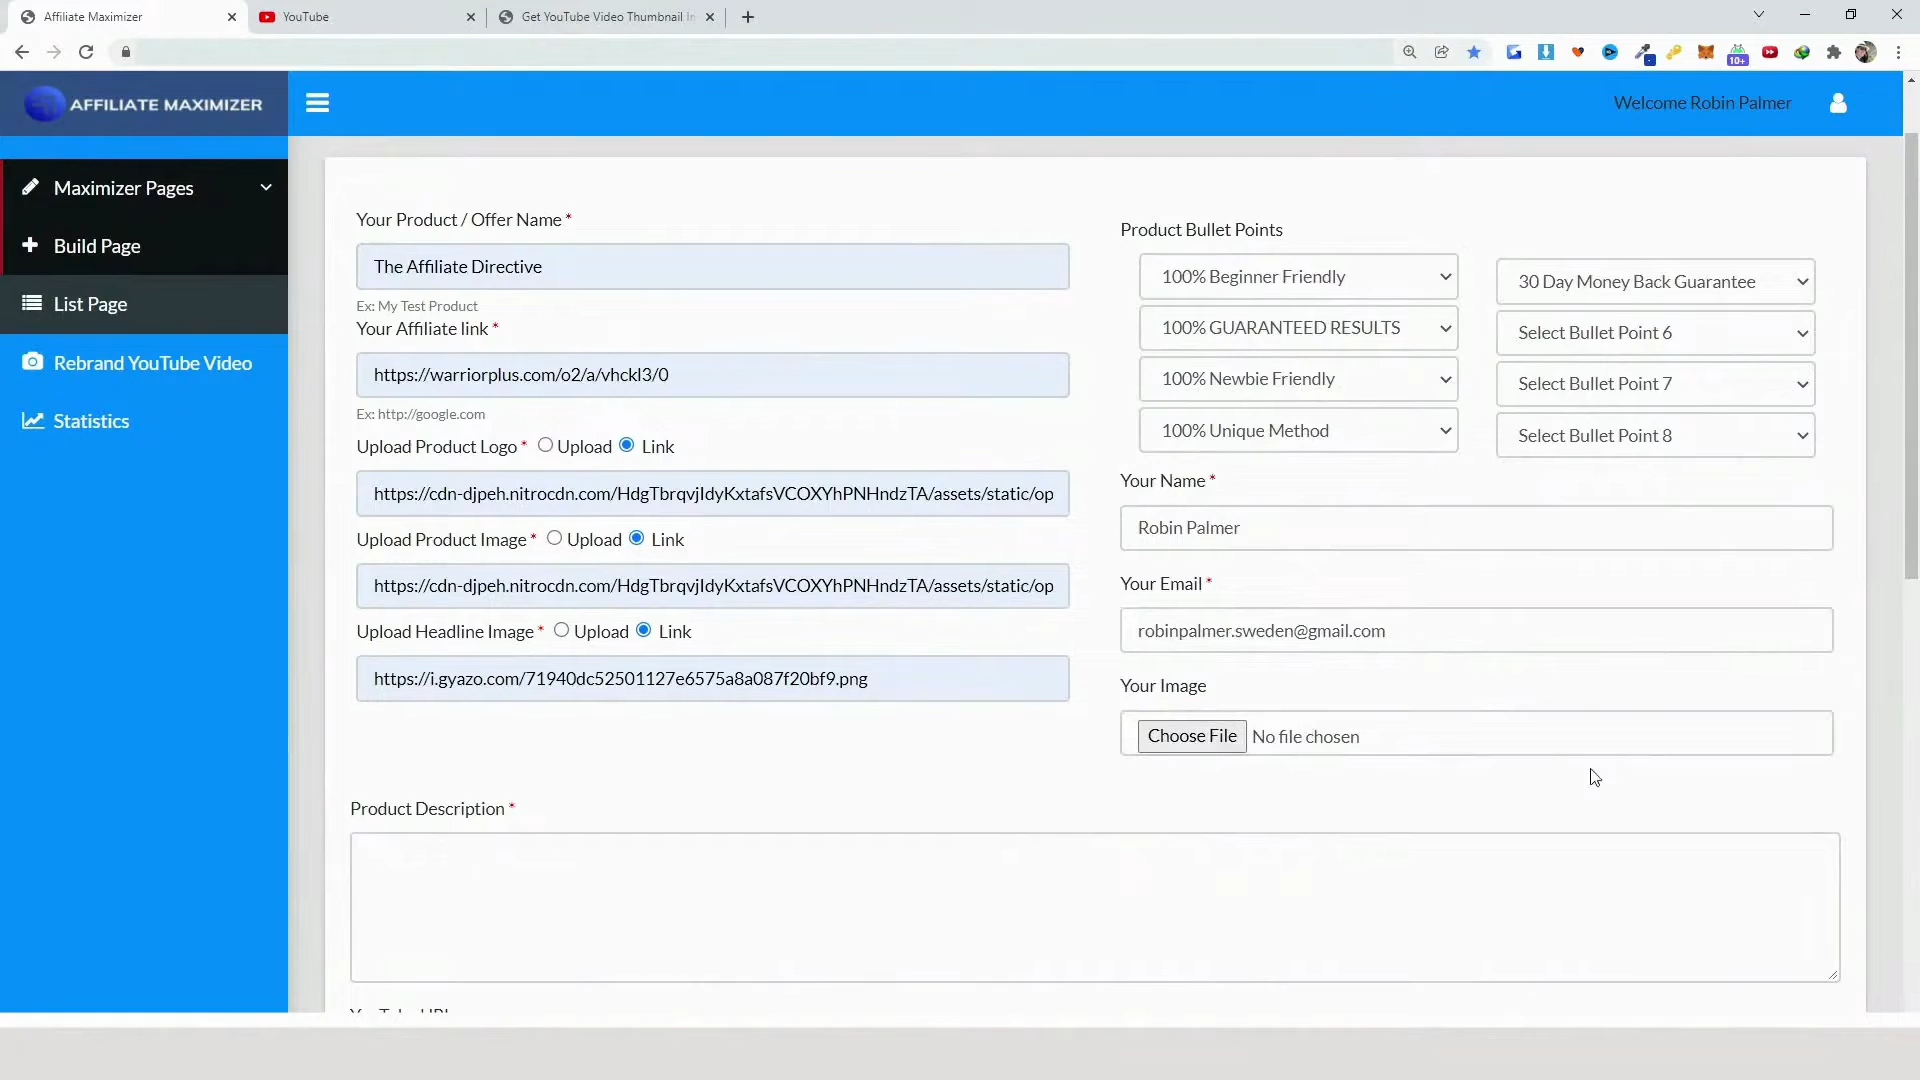 Affiliate Maximizer
YouTube
Get YouTube Video Thumbnail In
AFFILIATE MAXIMIZER
Welcome Robin Palmer
10+
Maximizer Pages
Build Page
List Page
Rebrand YouTube Video
Statistics
Your Product / Offer Name *
The Affiliate Directive
Ex: My Test Product
Your Affiliate link *
https://warriorplus.com/o2/a/vhckl3/0
Ex: http://google.com
Upload Product Logo * Upload Link
https://cdn-djpeh.nitrocdn.com/HdgTbrqvjIdyKxtafsVCOXYhPNHndzTA/assets/static/op
Upload Product Image * Upload Link
https://cdn-djpeh.nitrocdn.com/HdgTbrqvjIdyKxtafsVCOXYhPNHndzTA/assets/static/op
Upload Headline Image * Upload Link
https://i.gyazo.com/71940dc52501127e6575a8a087f20bf9.png
Product Bullet Points
100% Beginner Friendly
100% GUARANTEED RESULTS
100% Newbie Friendly
100% Unique Method
30 Day Money Back Guarantee
Select Bullet Point 6
Select Bullet Point 7
Select Bullet Point 8
Your Name *
Robin Palmer
Your Email *
robinpalmer.sweden@gmail.com
Your Image
Choose File No file chosen
Product Description *